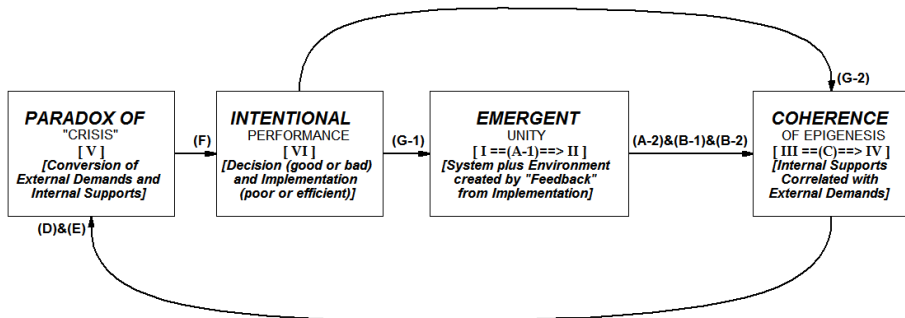 (G-2)
PARADOX OF
"CRISIS"
[ V ]
[Conversion of
External Demands and
Internal Supports]
(F)
INTENTIONAL
PERFORMANCE
[ VI ]
[Decision (good or bad)
and Implementation
(poor or efficient)]
(G-1)
EMERGENT
UNITY
[ I ==(A-1)==> II ]
[System plus Environment
created by "Feedback"
from Implementation]
(A-2)&(B-1)&(B-2)
COHERENCE
OF EPIGENESIS
[ III ==(C)==> IV ]
[Internal Supports
Correlated with
External Demands]
(D)&(E)